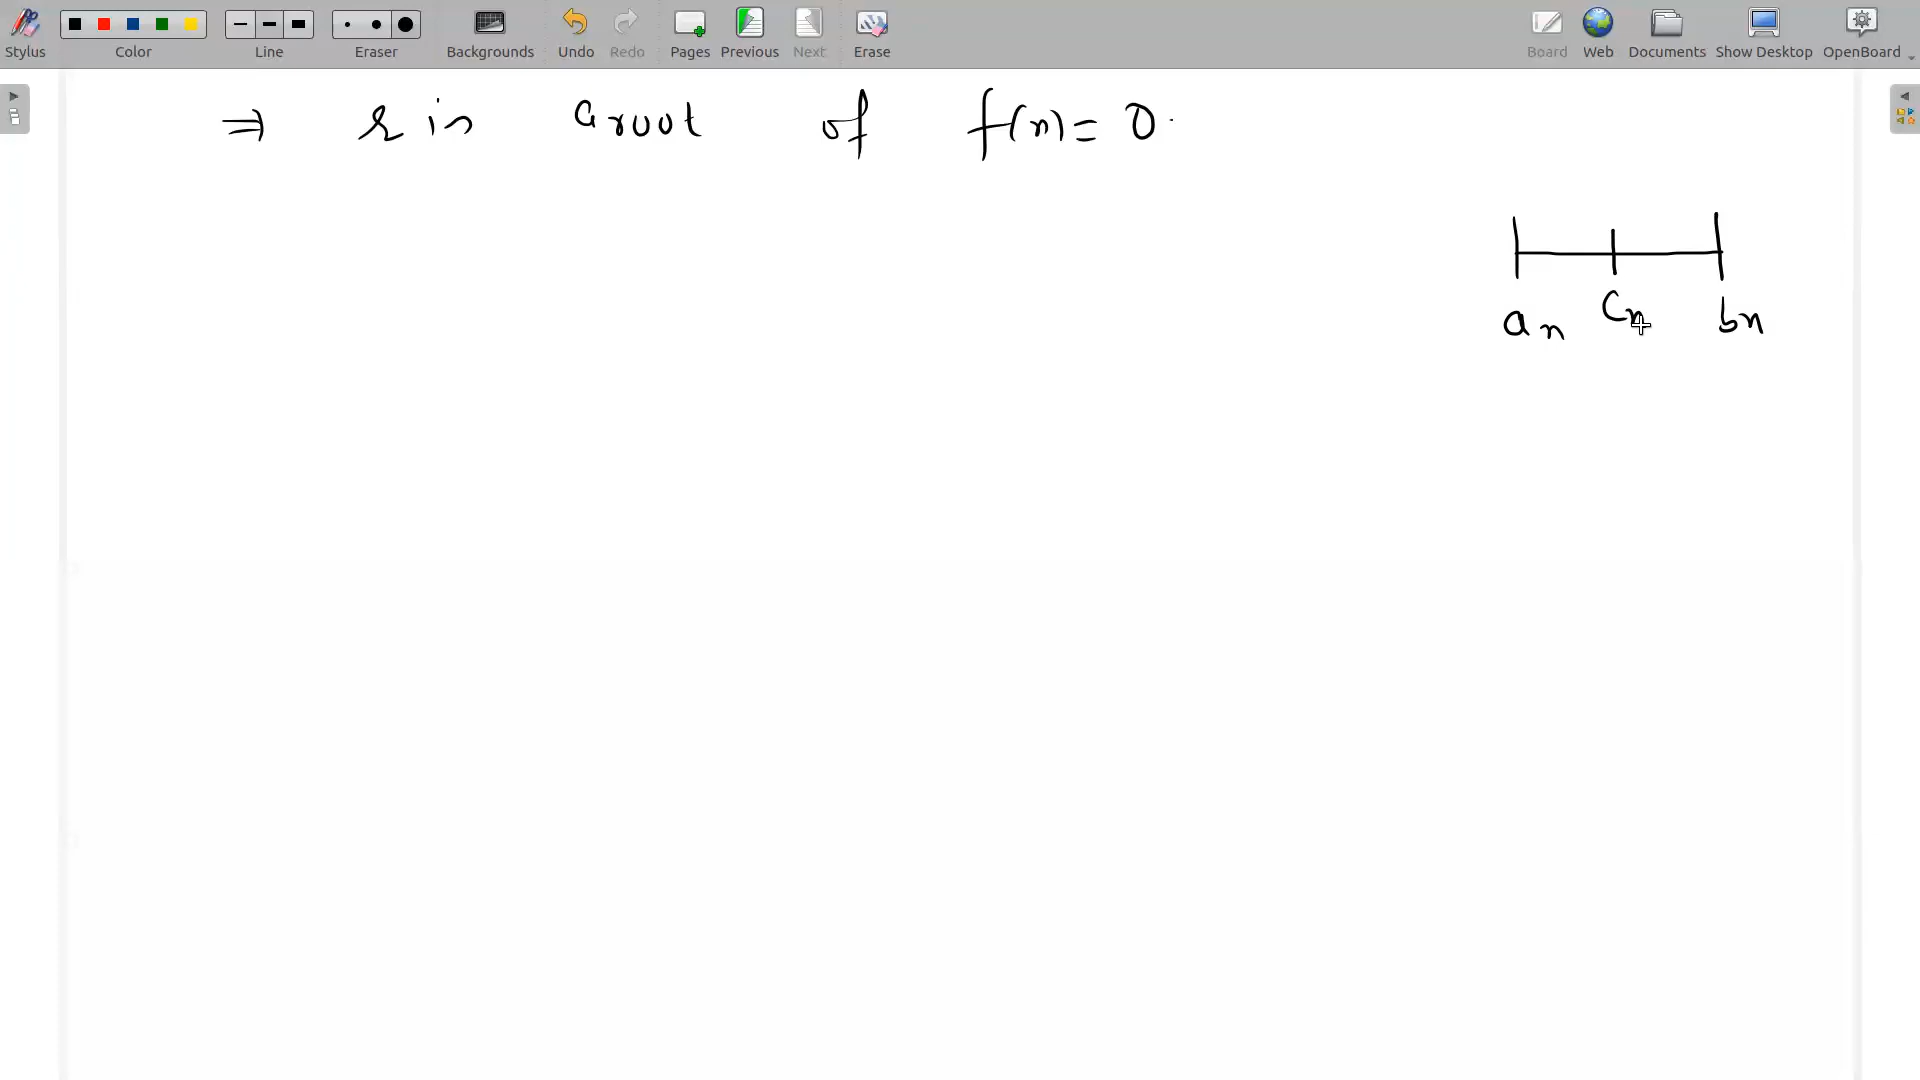 Stylus Color Line Eraser Backgrounds Undo Redo Pages Previous Next Erase Board Web Documents Show Desktop OpenBoard
⇒ r is a root of f(x) = 0.
aₙ cₙ bₙ